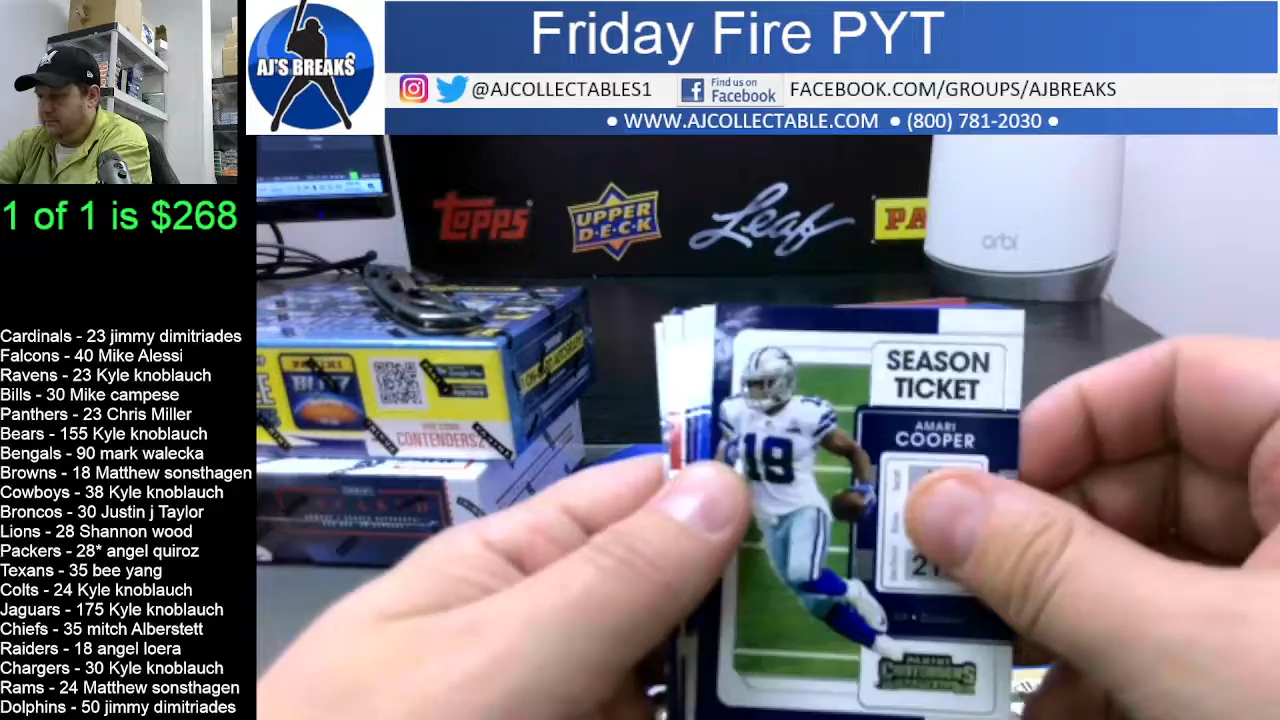 Friday Fire PYT
AJ'S BREAKS
@AJCOLLECTABLES1
Find us on
Facebook
FACEBOOK.COM/GROUPS/AJBREAKS
• WWW.AJCOLLECTABLE.COM • (800) 781-2030 •
1 of 1 is $268
Cardinals - 23 jimmy dimitriades
Falcons - 40 Mike Alessi
Ravens - 23 Kyle knoblauch
Bills - 30 Mike campese
Panthers - 23 Chris Miller
Bears - 155 Kyle knoblauch
Bengals - 90 mark walecka
Browns - 18 Matthew sonsthagen
Cowboys - 38 Kyle knoblauch
Broncos - 30 Justin j Taylor
Lions - 28 Shannon wood
Packers - 28* angel quiroz
Texans - 35 bee yang
Colts - 24 Kyle knoblauch
Jaguars - 175 Kyle knoblauch
Chiefs - 35 mitch Alberstett
Raiders - 18 angel loera
Chargers - 30 Kyle knoblauch
Rams - 24 Matthew sonsthagen
Dolphins - 50 jimmy dimitriades
Topps
UPPER
DECK
Leaf
PA
orbi
PANINI
BLITZ
CONTENDERS
SEASON
TICKET
AMARI
COOPER
19
PANINI
CONTENDERS